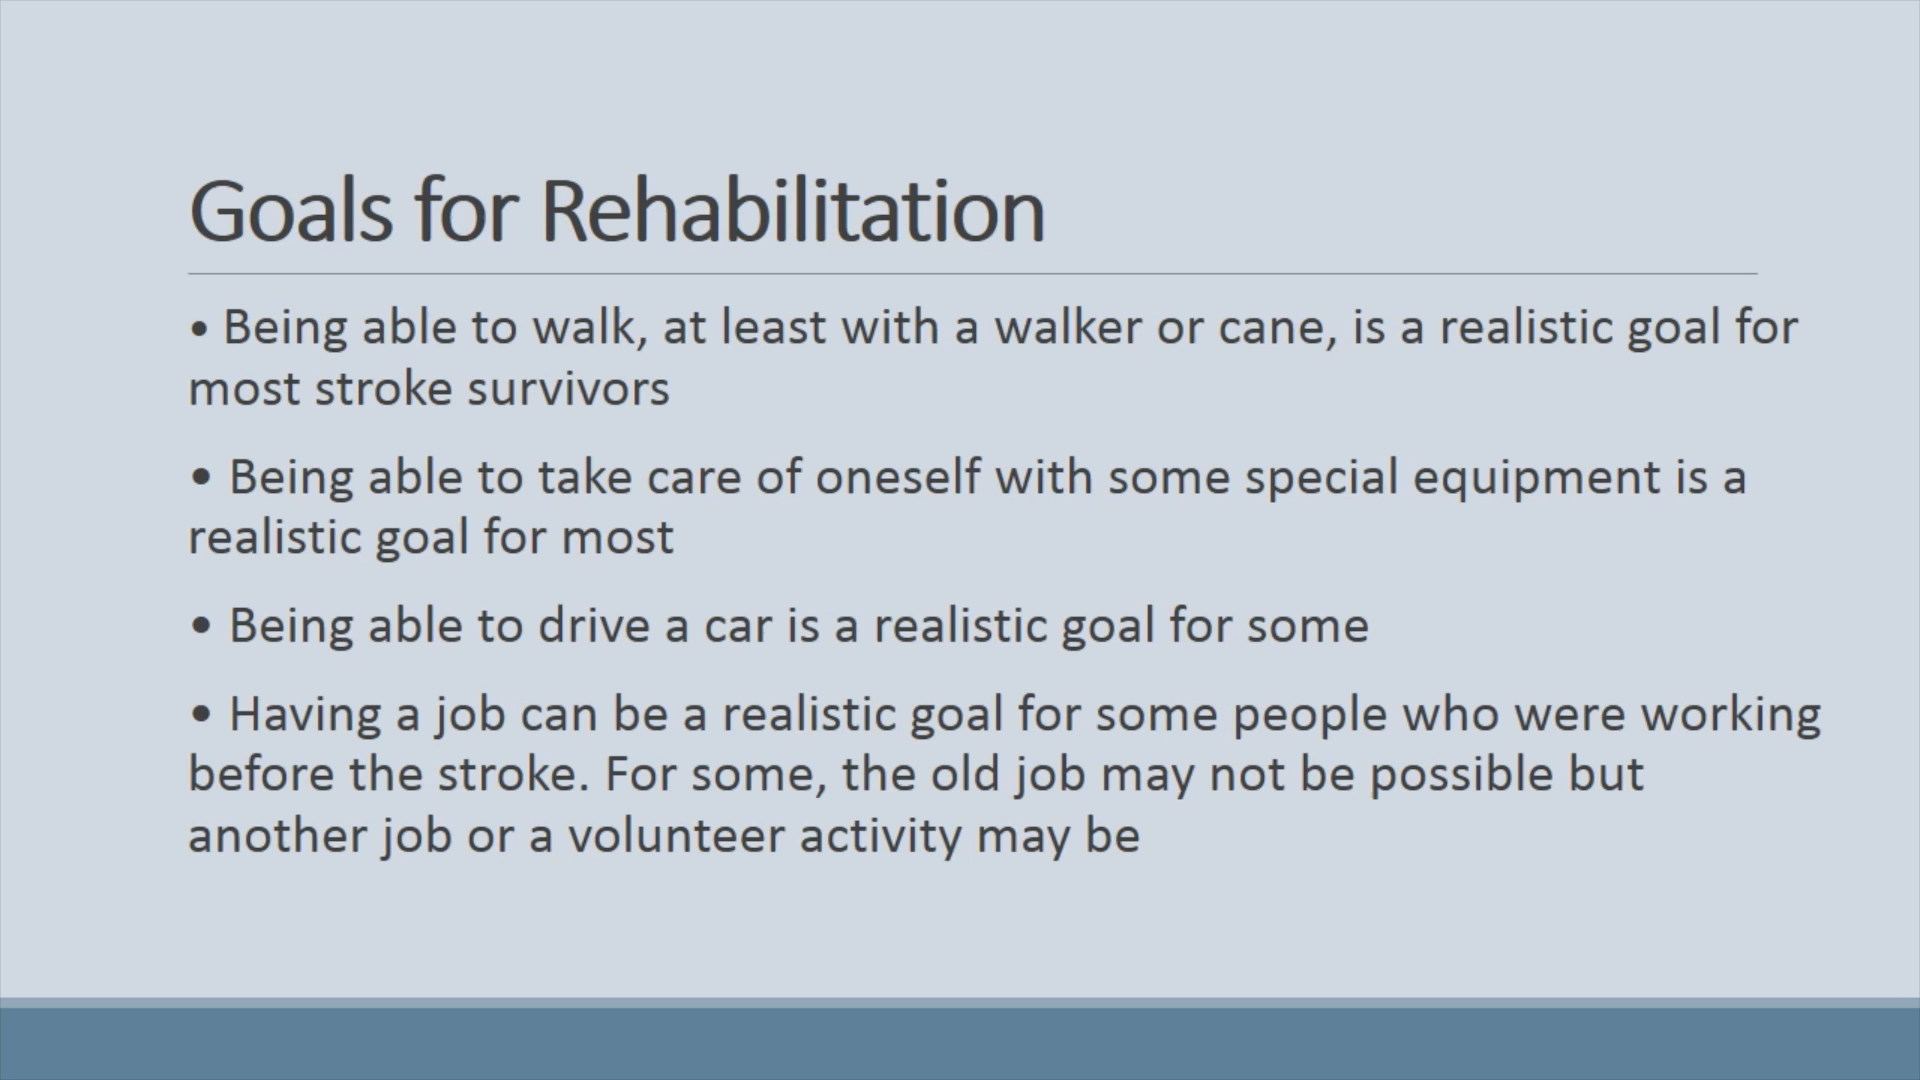 Goals for Rehabilitation
• Being able to walk, at least with a walker or cane, is a realistic goal for
most stroke survivors
• Being able to take care of oneself with some special equipment is a
realistic goal for most
• Being able to drive a car is a realistic goal for some
• Having a job can be a realistic goal for some people who were working
before the stroke. For some, the old job may not be possible but
another job or a volunteer activity may be